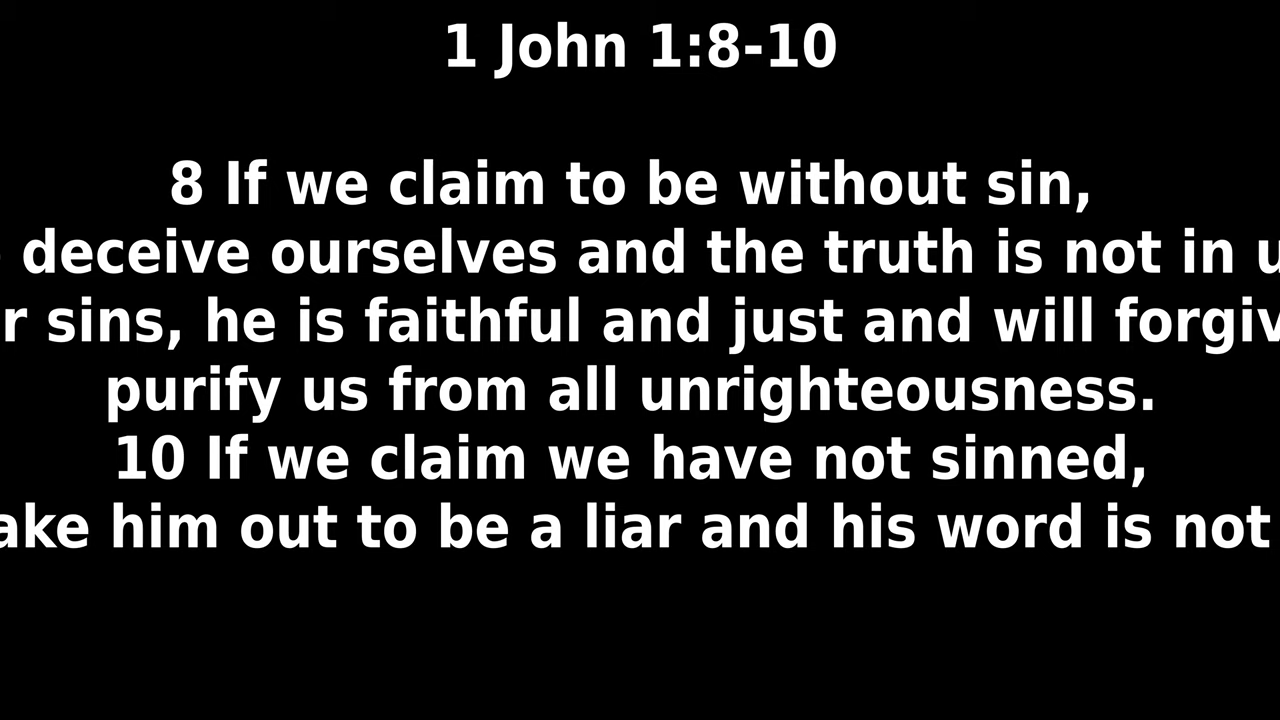 1 John 1:8-10
8 If we claim to be without sin,
deceive ourselves and the truth is not in u
r sins, he is faithful and just and will forgiv
purify us from all unrighteousness.
10 If we claim we have not sinned,
ake him out to be a liar and his word is not